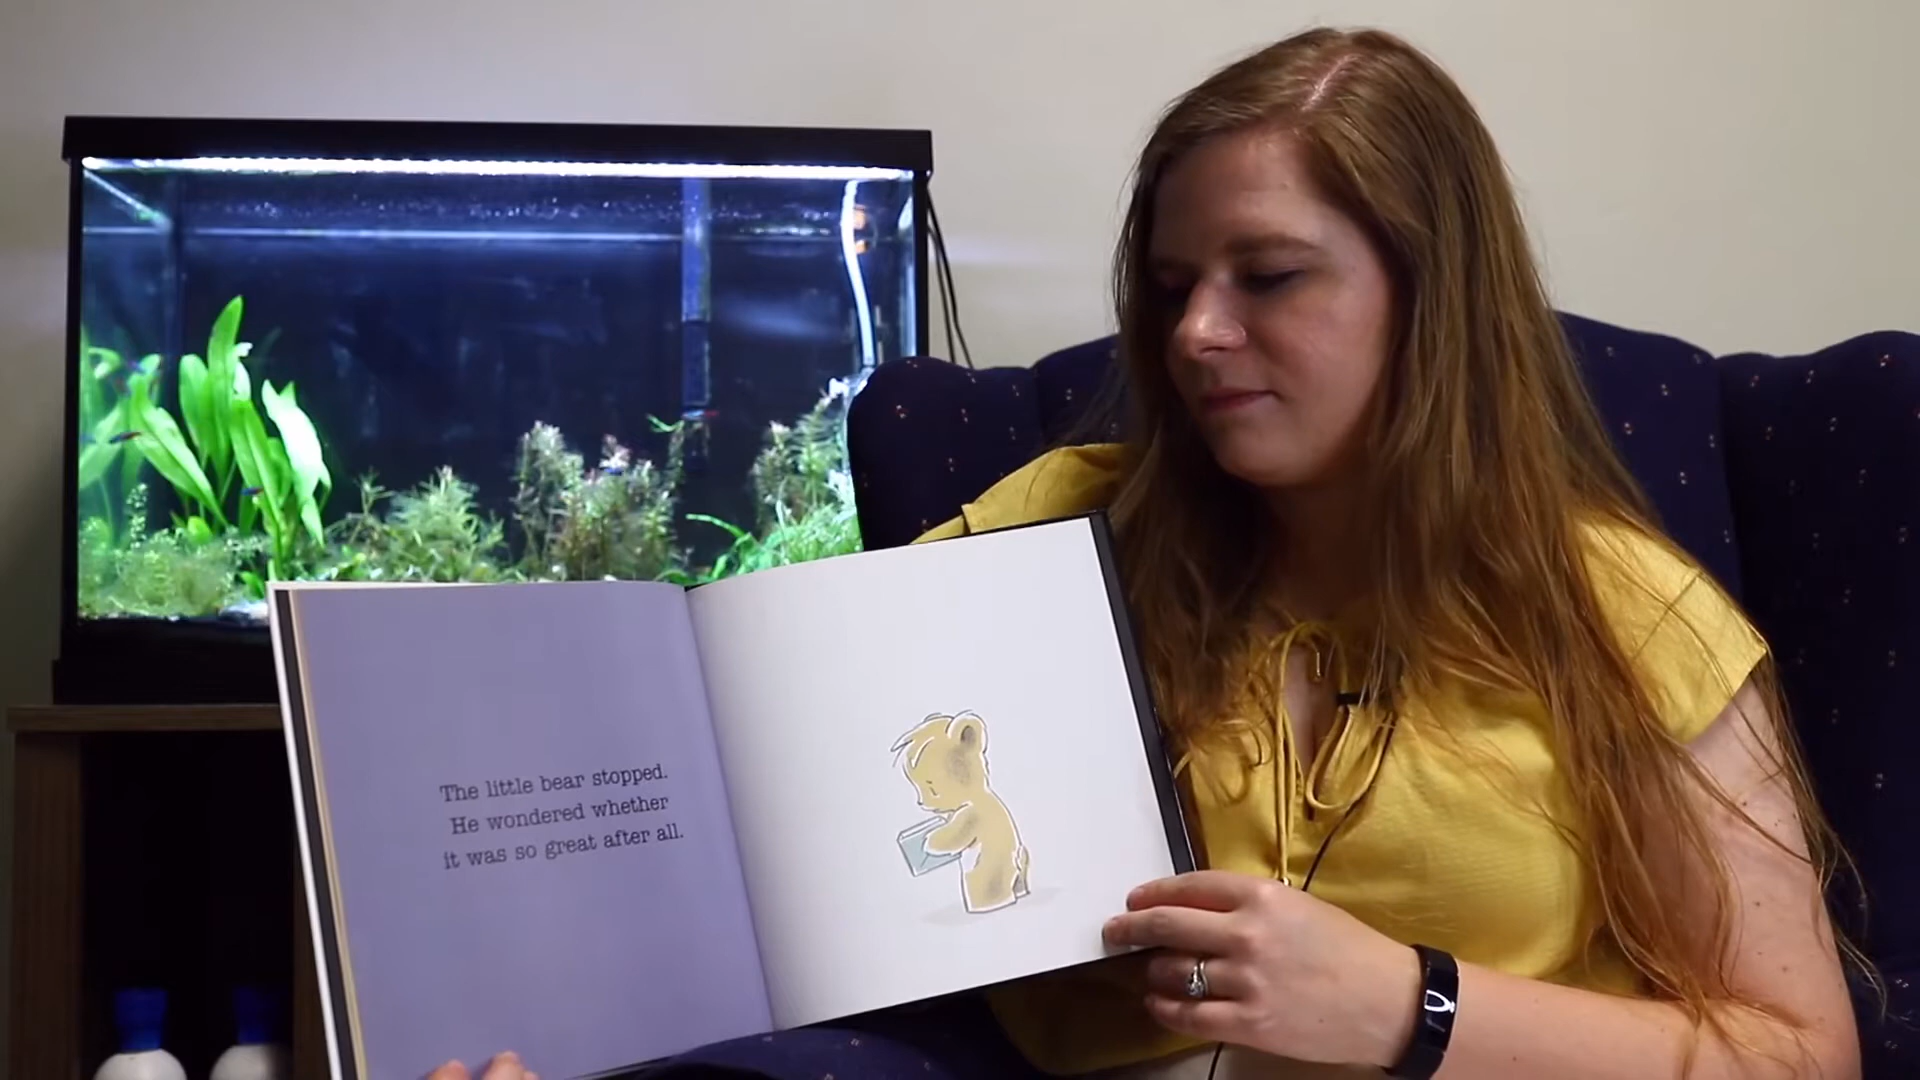 The little bear stopped.
He wondered whether
it was so great after all.